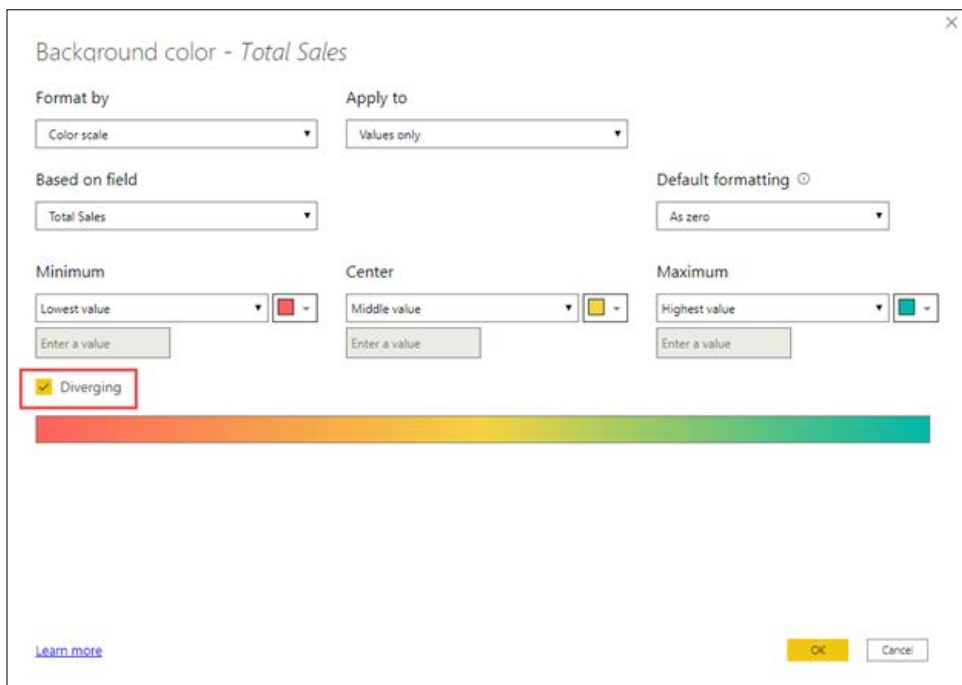 Background color - Total Sales
Format by Apply to
Color scale Values only
Based on field Default formatting
Total Sales As zero
Minimum Center Maximum
Lowest value Middle value Highest value
Enter a value Enter a value Enter a value
Diverging
Learn more OK Cancel